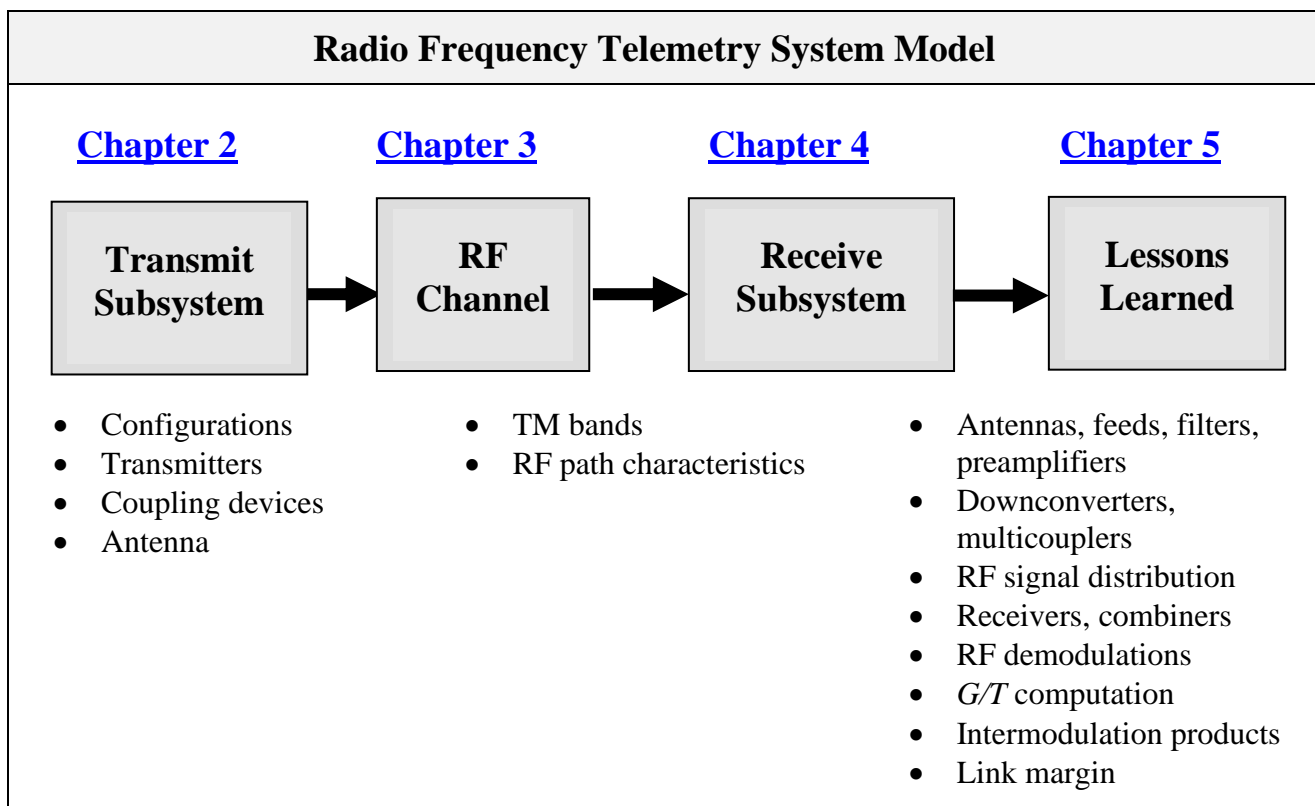 Radio Frequency Telemetry System Model
Chapter 2
Chapter 3
Chapter 4
Chapter 5
Transmit
Subsystem
RF
Channel
Receive
Subsystem
Lessons
Learned
• Configurations
• Transmitters
• Coupling devices
• Antenna
• TM bands
• RF path characteristics
• Antennas, feeds, filters,
preamplifiers
• Downconverters,
multicouplers
• RF signal distribution
• Receivers, combiners
• RF demodulations
• G/T computation
• Intermodulation products
• Link margin